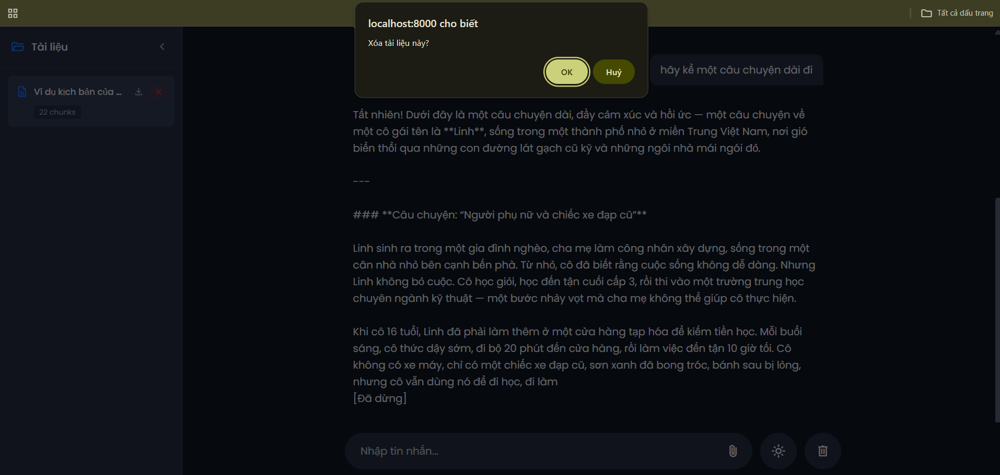 Tất cả dấu trang
localhost:8000 cho biết
Xóa tài liệu này?
OK
Huỷ
Tài liệu
Ví dụ kịch bản của ...
22 chunks
hãy kể một câu chuyện dài đi
Tất nhiên! Dưới đây là một câu chuyện dài, đầy cảm xúc và hồi ức — một câu chuyện về
một cô gái tên là **Linh**, sống trong một thành phố nhỏ ở miền Trung Việt Nam, nơi gió
biển thổi qua những con đường lát gạch cũ kỹ và những ngôi nhà mái ngói đỏ.
---
### **Câu chuyện: “Người phụ nữ và chiếc xe đạp cũ”**
Linh sinh ra trong một gia đình nghèo, cha mẹ làm công nhân xây dựng, sống trong một
căn nhà nhỏ bên cạnh bến phà. Từ nhỏ, cô đã biết rằng cuộc sống không dễ dàng. Nhưng
Linh không bỏ cuộc. Cô học giỏi, học đến tận cuối cấp 3, rồi thi vào một trường trung học
chuyên ngành kỹ thuật — một bước nhảy vọt mà cha mẹ không thể giúp cô thực hiện.
Khi cô 16 tuổi, Linh đã phải làm thêm ở một cửa hàng tạp hóa để kiếm tiền học. Mỗi buổi
sáng, cô thức dậy sớm, đi bộ 20 phút đến cửa hàng, rồi làm việc đến tận 10 giờ tối. Cô
không có xe máy, chỉ có một chiếc xe đạp cũ, sơn xanh đã bong tróc, bánh sau bị lỏng,
nhưng cô vẫn dùng nó để đi học, đi làm
[Đã dừng]
Nhập tin nhắn...